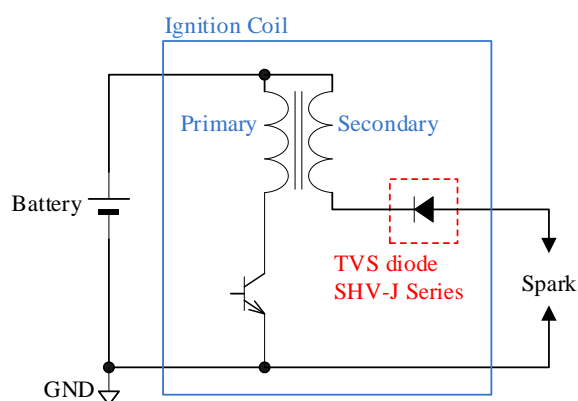 Ignition Coil
Primary
Secondary
Battery
TVS diode
SHV-J Series
Spark
GND